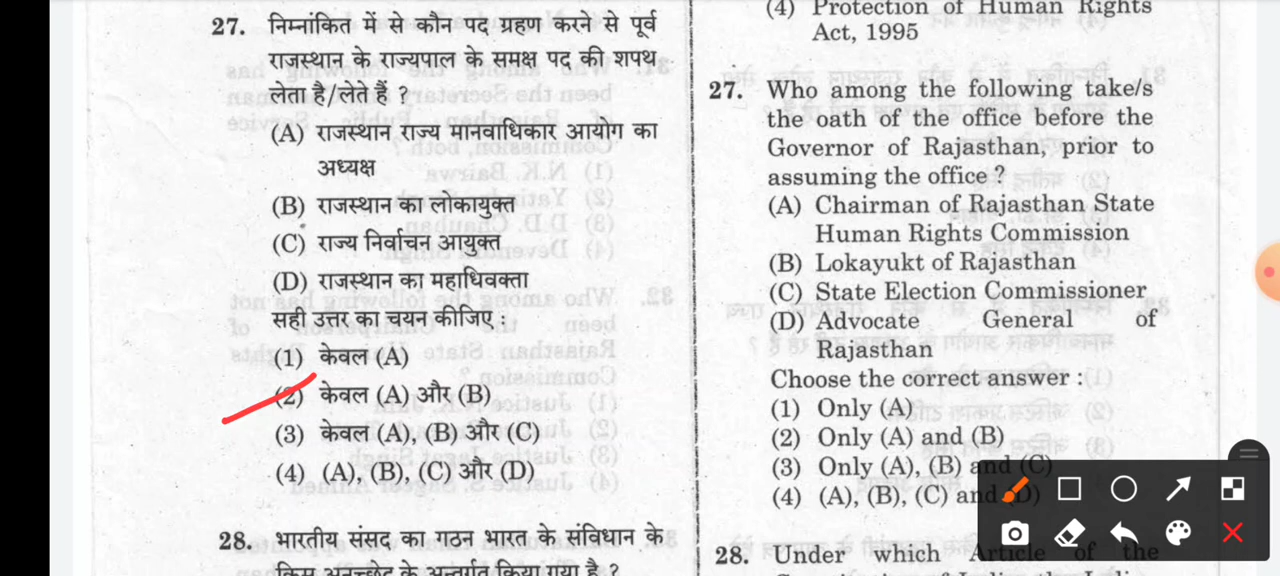 27. निम्नांकित में से कौन पद ग्रहण करने से पूर्व
राजस्थान के राज्यपाल के समक्ष पद की शपथ
लेता है/लेते हैं ?
(A) राजस्थान राज्य मानवाधिकार आयोग का
अध्यक्ष
(B) राजस्थान का लोकायुक्त
(C) राज्य निर्वाचन आयुक्त
(D) राजस्थान का महाधिवक्ता
सही उत्तर का चयन कीजिए :
(1) केवल (A)
(2) केवल (A) और (B)
(3) केवल (A), (B) और (C)
(4) (A), (B), (C) और (D)
28. भारतीय संसद का गठन भारत के संविधान के
किस अनुच्छेद के अन्तर्गत किया गया है ?
(4) Protection of Human Rights
Act, 1995
27. Who among the following take/s
the oath of the office before the
Governor of Rajasthan, prior to
assuming the office ?
(A) Chairman of Rajasthan State
Human Rights Commission
(B) Lokayukt of Rajasthan
(C) State Election Commissioner
(D) Advocate General of
Rajasthan
Choose the correct answer :
(1) Only (A)
(2) Only (A) and (B)
(3) Only (A), (B) and (C)
(4) (A), (B), (C) and (D)
28. Under which Article of the